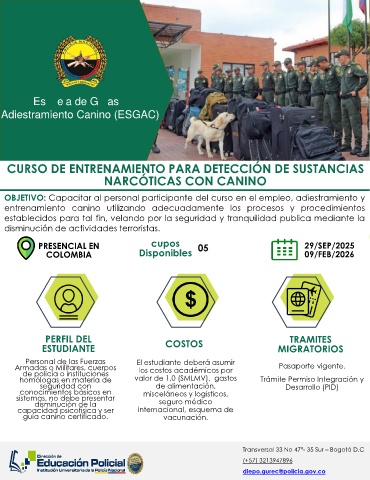 Es e a de G as
Adiestramiento Canino (ESGAC)
CURSO DE ENTRENAMIENTO PARA DETECCIÓN DE SUSTANCIAS
NARCÓTICAS CON CANINO
OBJETIVO: Capacitar al personal participante del curso en el empleo, adiestramiento y
entrenamiento canino utilizando adecuadamente los procesos y procedimientos
establecidos para tal fin, velando por la seguridad y tranquilidad publica mediante la
disminución de actividades terroristas.
PRESENCIAL EN
COLOMBIA
cupos
Disponibles 05
29/SEP/2025
09/FEB/2026
PERFIL DEL
ESTUDIANTE
Personal de las Fuerzas
Armadas o Militares, cuerpos
de policía o instituciones
homólogas en materia de
seguridad con
conocimientos básicos en
sistemas, no debe presentar
disminución de la
capacidad psicofísica y ser
guía canino certificado.
COSTOS
El estudiante deberá asumir
los costos académicos por
valor de 1.0 (SMLMV), gastos
de alimentación,
misceláneos y logísticos,
seguro médico
internacional, esquema de
vacunación.
TRAMITES
MIGRATORIOS
Pasaporte vigente.
Trámite Permiso Integración y
Desarrollo (PID)
Dirección de
Educación Policial
Institución Universitaria de la Policía Nacional
Transversal 33 No 47ª- 35 Sur – Bogotá D.C
(+57) 3213947896
diepo.gurec@policia.gov.co